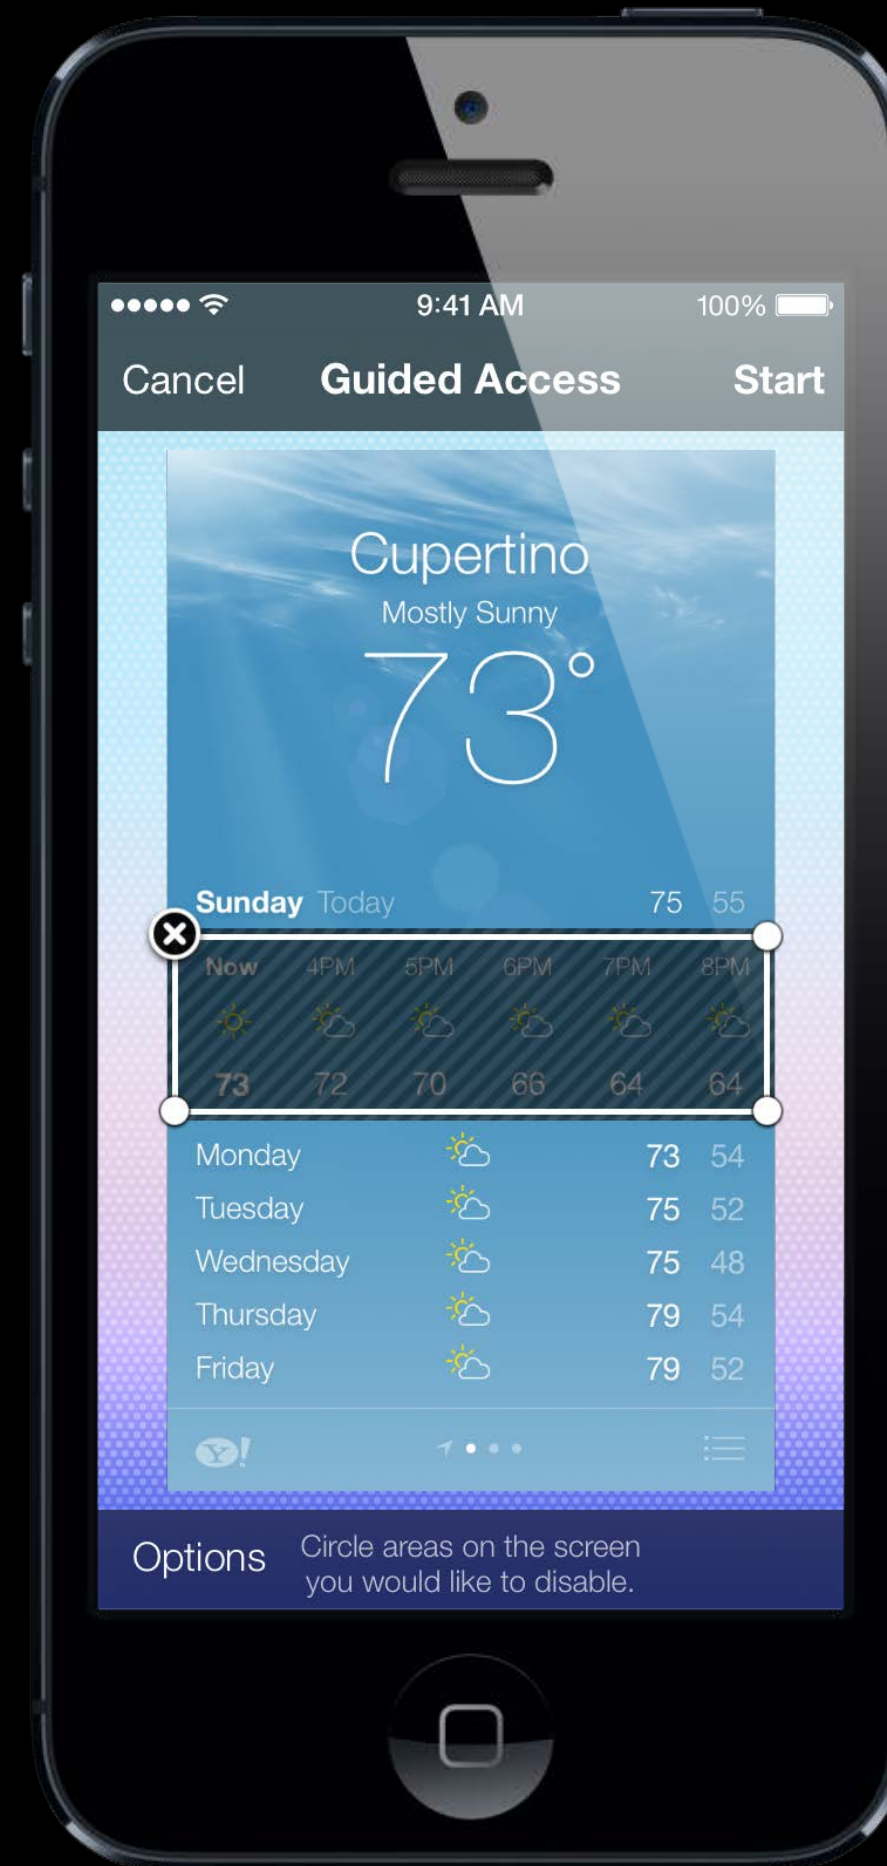 9:41 AM 100%
Cancel Guided Access Start
Cupertino
Mostly Sunny
73°
Sunday Today 75 55
Now 4PM 5PM 6PM 7PM 8PM
73 72 70 66 64 64
Monday 73 54
Tuesday 75 52
Wednesday 75 48
Thursday 79 54
Friday 79 52
Y!
Options Circle areas on the screen
you would like to disable.